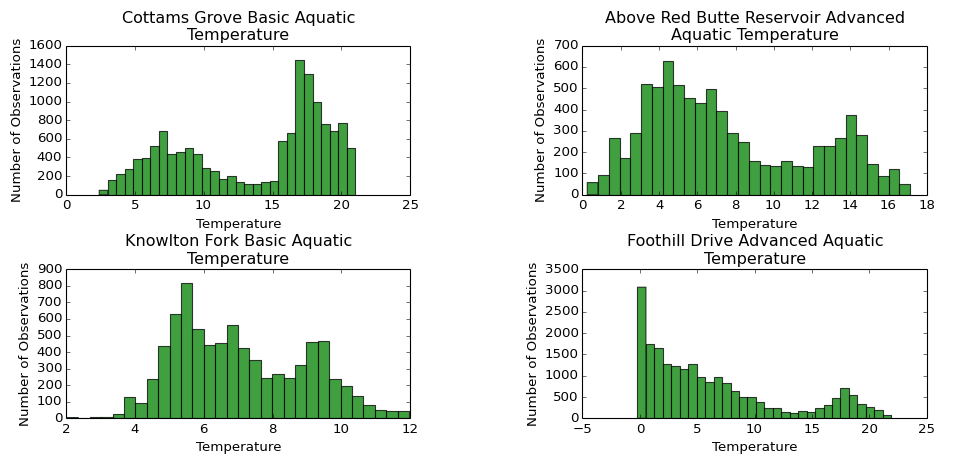 Cottams Grove Basic Aquatic
Temperature
Number of Observations
1600
1400
1200
1000
800
600
400
200
0
0 5 10 15 20 25
Temperature
Above Red Butte Reservoir Advanced
Aquatic Temperature
Number of Observations
700
600
500
400
300
200
100
0
0 2 4 6 8 10 12 14 16 18
Temperature
Knowlton Fork Basic Aquatic
Temperature
Number of Observations
900
800
700
600
500
400
300
200
100
0
2 4 6 8 10 12
Temperature
Foothill Drive Advanced Aquatic
Temperature
Number of Observations
3500
3000
2500
2000
1500
1000
500
0
−5 0 5 10 15 20 25
Temperature